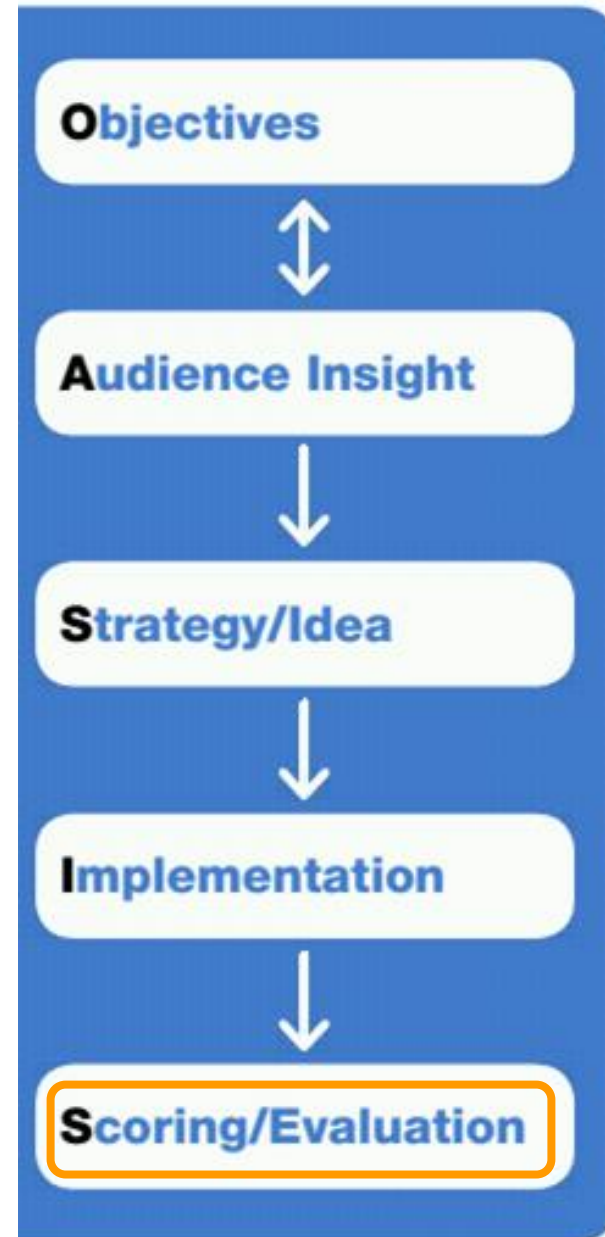 Objectives
Audience Insight
Strategy/Idea
Implementation
Scoring/Evaluation